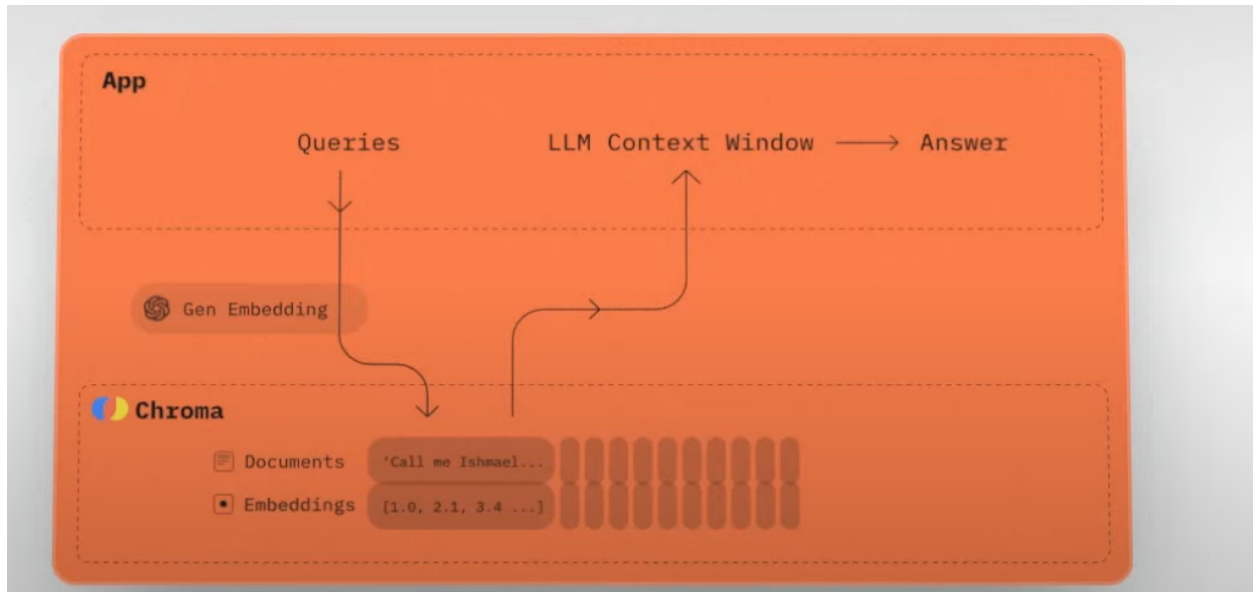 App
Queries
LLM Context Window
Answer
Gen Embedding
Chroma
Documents
'Call me Ishmael...
Embeddings
[1.0, 2.1, 3.4 ...]